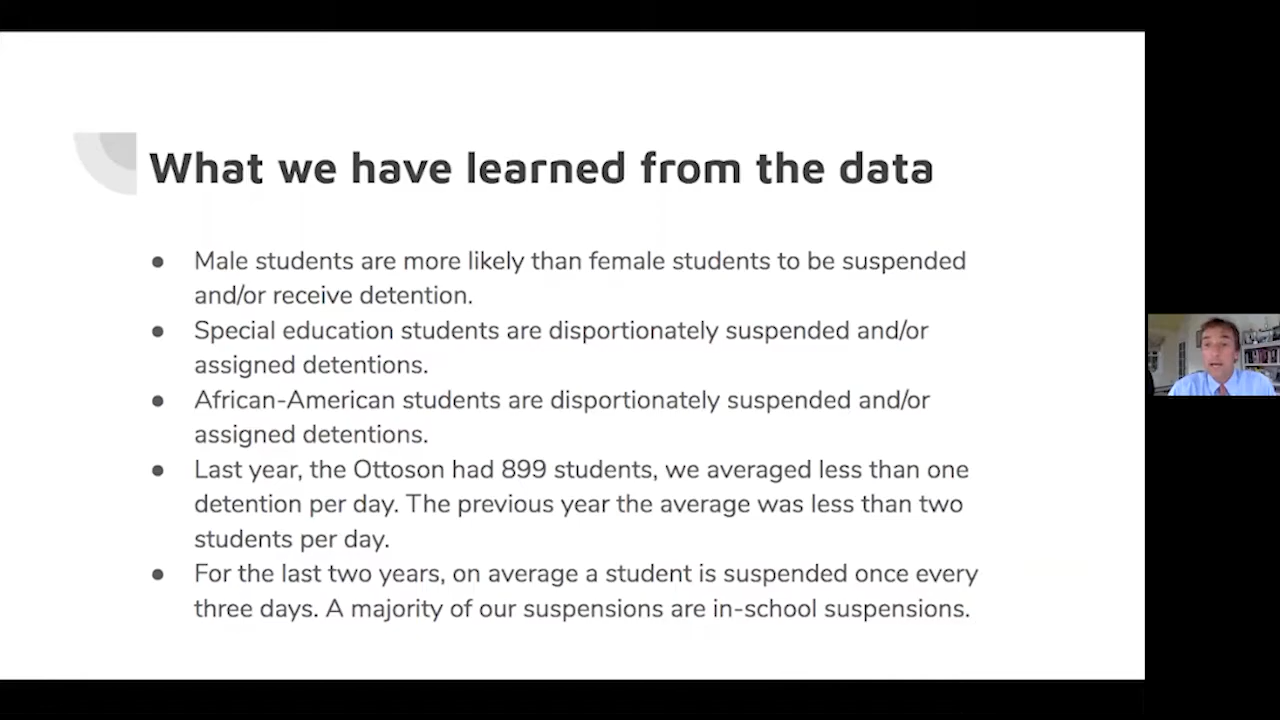 What we have learned from the data
● Male students are more likely than female students to be suspended
and/or receive detention.
● Special education students are disportionately suspended and/or
assigned detentions.
● African-American students are disportionately suspended and/or
assigned detentions.
● Last year, the Ottoson had 899 students, we averaged less than one
detention per day. The previous year the average was less than two
students per day.
● For the last two years, on average a student is suspended once every
three days. A majority of our suspensions are in-school suspensions.